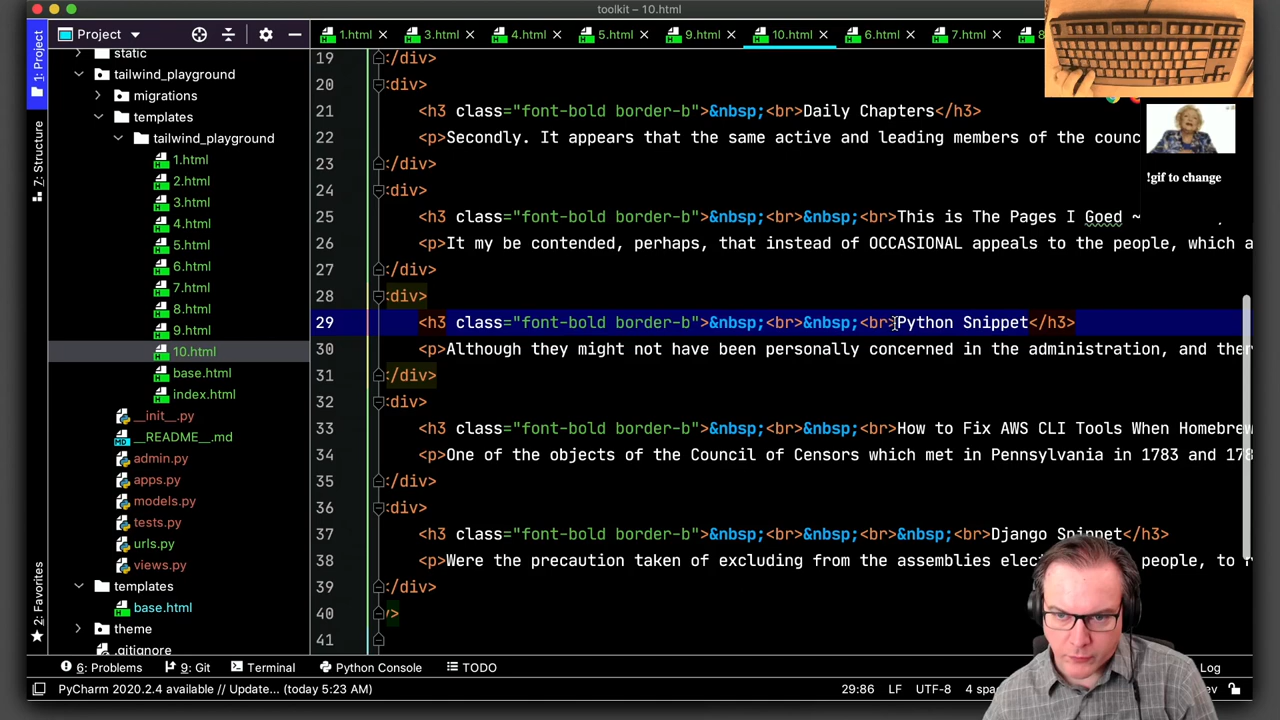 toolkit – 10.html
Project
1.html
3.html
4.html
5.html
9.html
10.html
6.html
7.html
8
1: Project
7: Structure
2: Favorites
static
tailwind_playground
migrations
templates
tailwind_playground
1.html
2.html
3.html
4.html
5.html
6.html
7.html
8.html
9.html
10.html
base.html
index.html
__init__.py
__README__.md
admin.py
apps.py
models.py
tests.py
urls.py
views.py
templates
base.html
theme
.gitignore
19 </div>
20 <div>
21 <h3 class="font-bold border-b">&nbsp;<br>Daily Chapters</h3>
22 <p>Secondly. It appears that the same active and leading members of the counc
23 </div>
24 <div>
25 <h3 class="font-bold border-b">&nbsp;<br>&nbsp;<br>This is The Pages I Goed ~
26 <p>It my be contended, perhaps, that instead of OCCASIONAL appeals to the people, which a
27 </div>
28 <div>
29 <h3 class="font-bold border-b">&nbsp;<br>&nbsp;<br>Python Snippet</h3>
30 <p>Although they might not have been personally concerned in the administration, and ther
31 </div>
32 <div>
33 <h3 class="font-bold border-b">&nbsp;<br>&nbsp;<br>How to Fix AWS CLI Tools When Homebrew
34 <p>One of the objects of the Council of Censors which met in Pennsylvania in 1783 and 178
35 </div>
36 <div>
37 <h3 class="font-bold border-b">&nbsp;<br>&nbsp;<br>&nbsp;<br>Django Snippet</h3>
38 <p>Were the precaution taken of excluding from the assemblies elec people, to r
39 </div>
40 >
41
!gif to change
6: Problems
9: Git
Terminal
Python Console
TODO
Log
PyCharm 2020.2.4 available // Update... (today 5:23 AM)
29:86
LF
UTF-8
4 spac